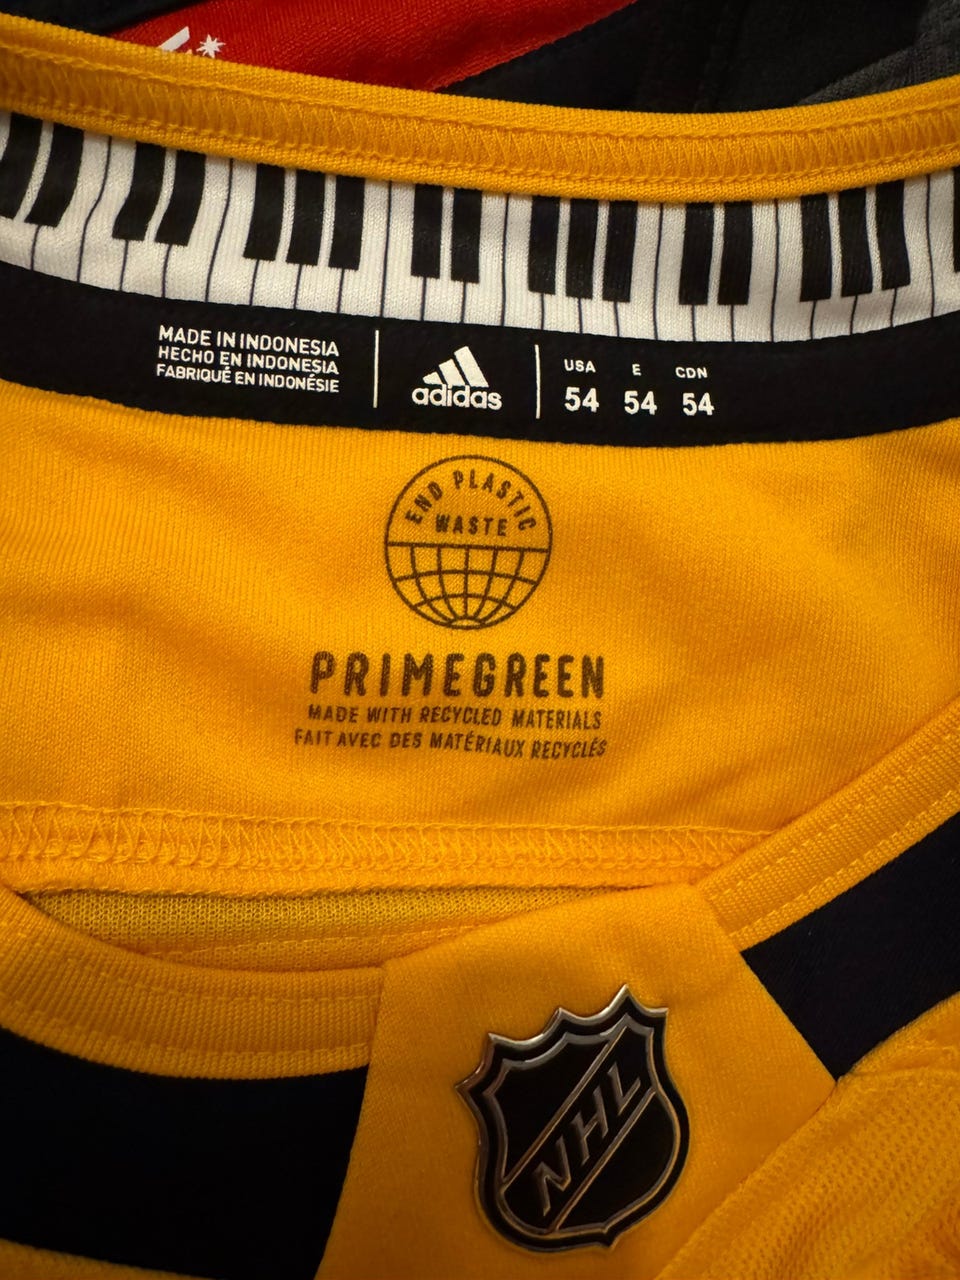 MADE IN INDONESIA
HECHO EN INDONESIA
FABRIQUÉ EN INDONÉSIE
adidas
USA E CDN
54 54 54
END PLASTIC
WASTE
PRIMEGREEN
MADE WITH RECYCLED MATERIALS
FAIT AVEC DES MATÉRIAUX RECYCLÉS
NHL